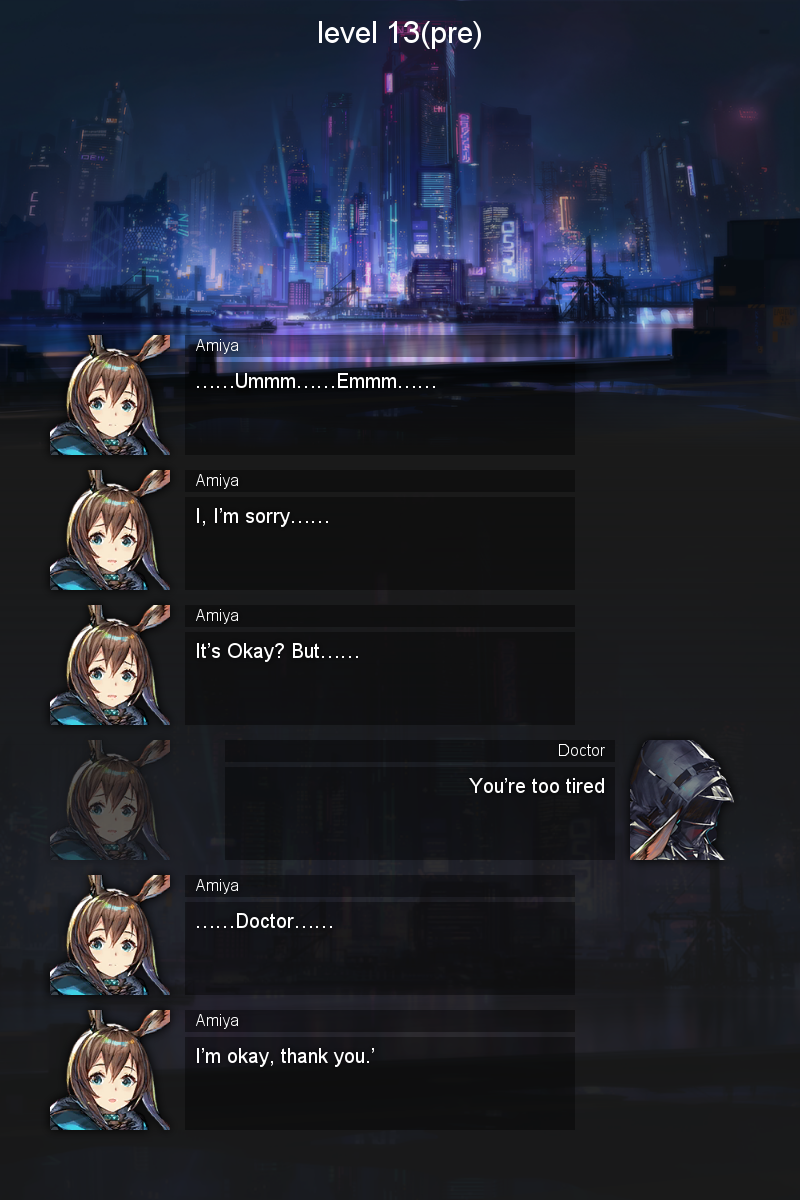 level 13(pre)
Amiya
……Ummm……Emmm……
Amiya
I, I’m sorry……
Amiya
It’s Okay? But……
Doctor
You’re too tired
Amiya
……Doctor……
Amiya
I’m okay, thank you.’